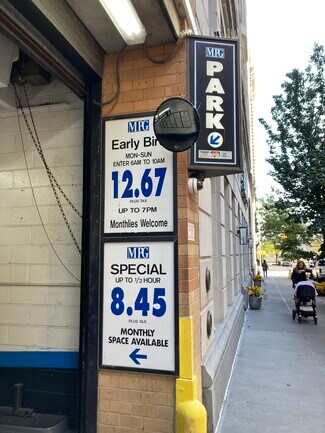 MPG
Early Bir
MON-SUN
ENTER 6AM TO 10AM
12.67
PLUS TAX
UP TO 7PM
Monthlies Welcome
MPG
SPECIAL
UP TO 1/2 HOUR
8.45
PLUS TAX
MONTHLY
SPACE AVAILABLE
MPG
PARK